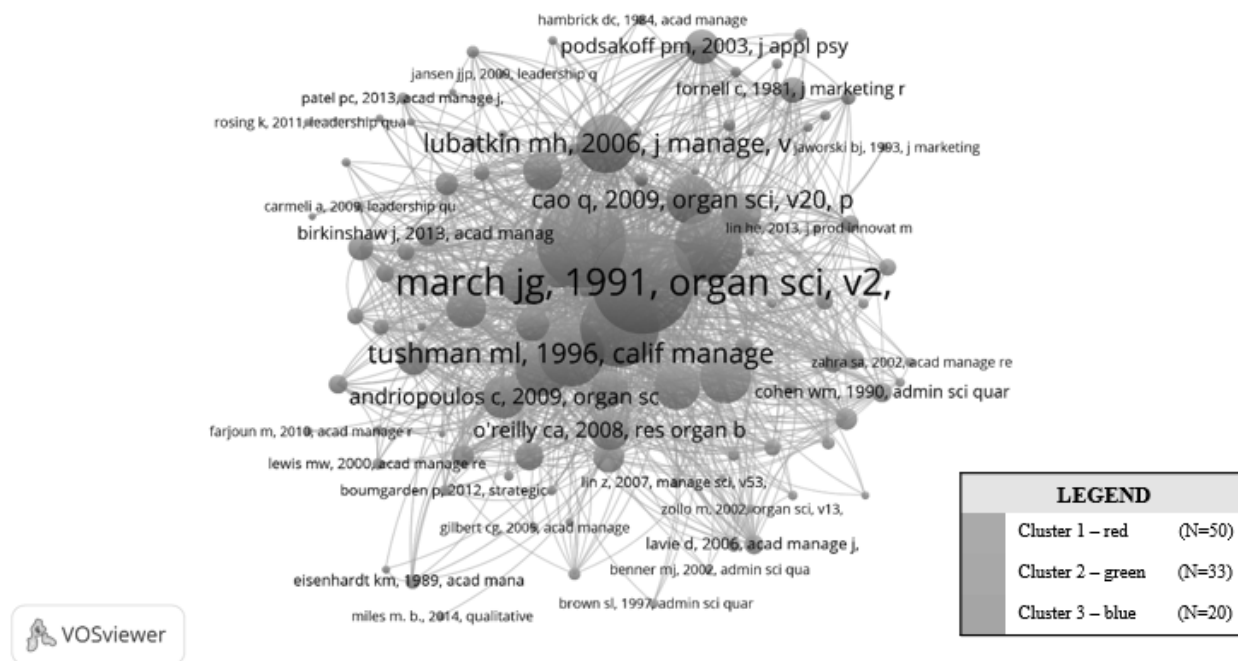 hambrick dc, 1984, acad manage
podsakoff pm, 2003, j appl psy
jansen jjp, 2009, leadership q
fornell c, 1981, j marketing r
patel pc, 2013, acad manage j,
rosing k, 2011, leadership qua
lubatkin mh, 2006, j manage, v
jaworski bj, 1993, j marketing
cao q, 2009, organ sci, v20, p
carmeli a, 2009, leadership qu
lin he, 2013, j prod innovat m
birkinshaw j, 2013, acad manag
march jg, 1991, organ sci, v2,
tushman ml, 1996, calif manage
zahra sa, 2002, acad manage re
cohen wm, 1990, admin sci quar
andriopoulos c, 2009, organ sc
farjoun m, 2010, acad manage r
o'reilly ca, 2008, res organ b
lewis mw, 2000, acad manage re
lin z, 2007, manage sci, v53,
boumgarden p, 2012, strategic
zollo m, 2002, organ sci, v13,
gilbert cg, 2005, acad manage
lavie d, 2006, acad manage j,
benner mj, 2002, admin sci qua
eisenhardt km, 1989, acad mana
brown sl, 1997, admin sci quar
miles m. b., 2014, qualitative
LEGEND
Cluster 1 – red (N=50)
Cluster 2 – green (N=33)
Cluster 3 – blue (N=20)
VOSviewer